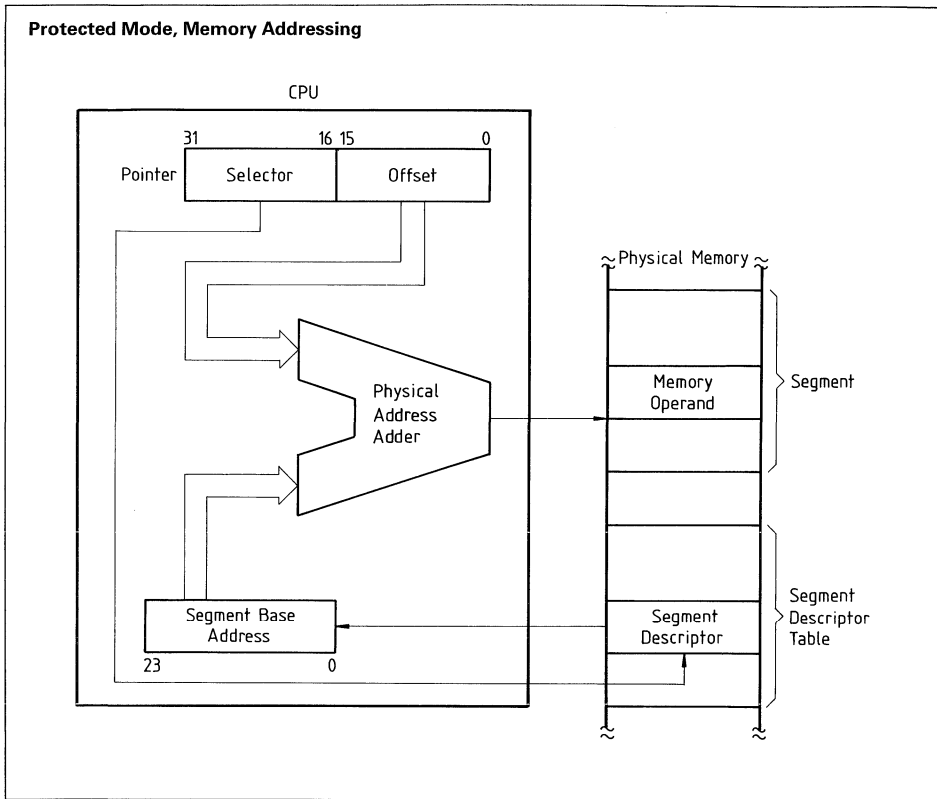 Protected Mode, Memory Addressing
CPU
31 16 15 0
Pointer Selector Offset
Physical Memory
Physical
Address
Adder
Memory
Operand
Segment
Segment Base
Address
23 0
Segment
Descriptor
Segment
Descriptor
Table